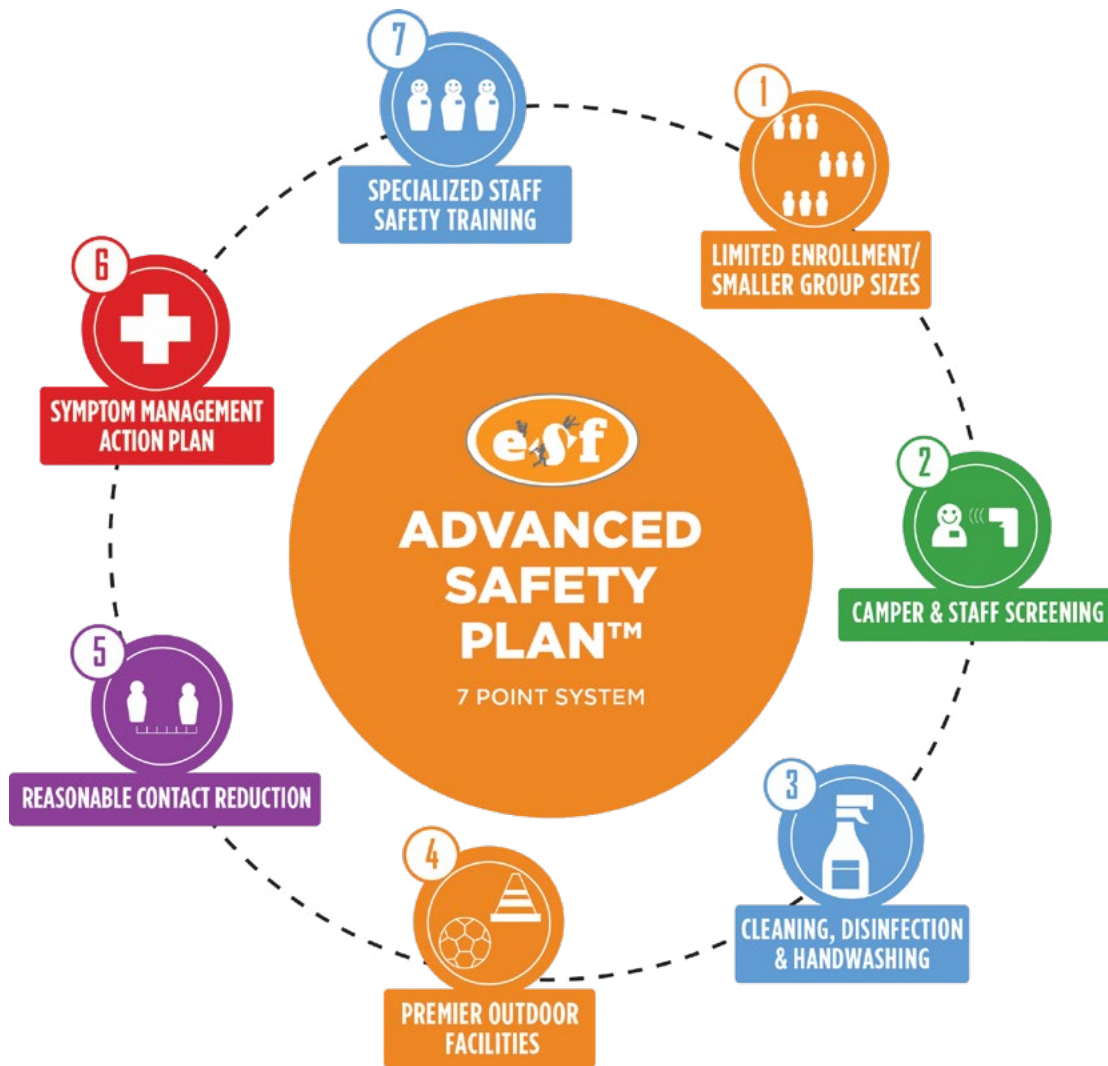 esf
ADVANCED
SAFETY
PLAN™
7 POINT SYSTEM
1
LIMITED ENROLLMENT/
SMALLER GROUP SIZES
2
CAMPER & STAFF SCREENING
3
CLEANING, DISINFECTION
& HANDWASHING
4
PREMIER OUTDOOR
FACILITIES
5
REASONABLE CONTACT REDUCTION
6
SYMPTOM MANAGEMENT
ACTION PLAN
7
SPECIALIZED STAFF
SAFETY TRAINING